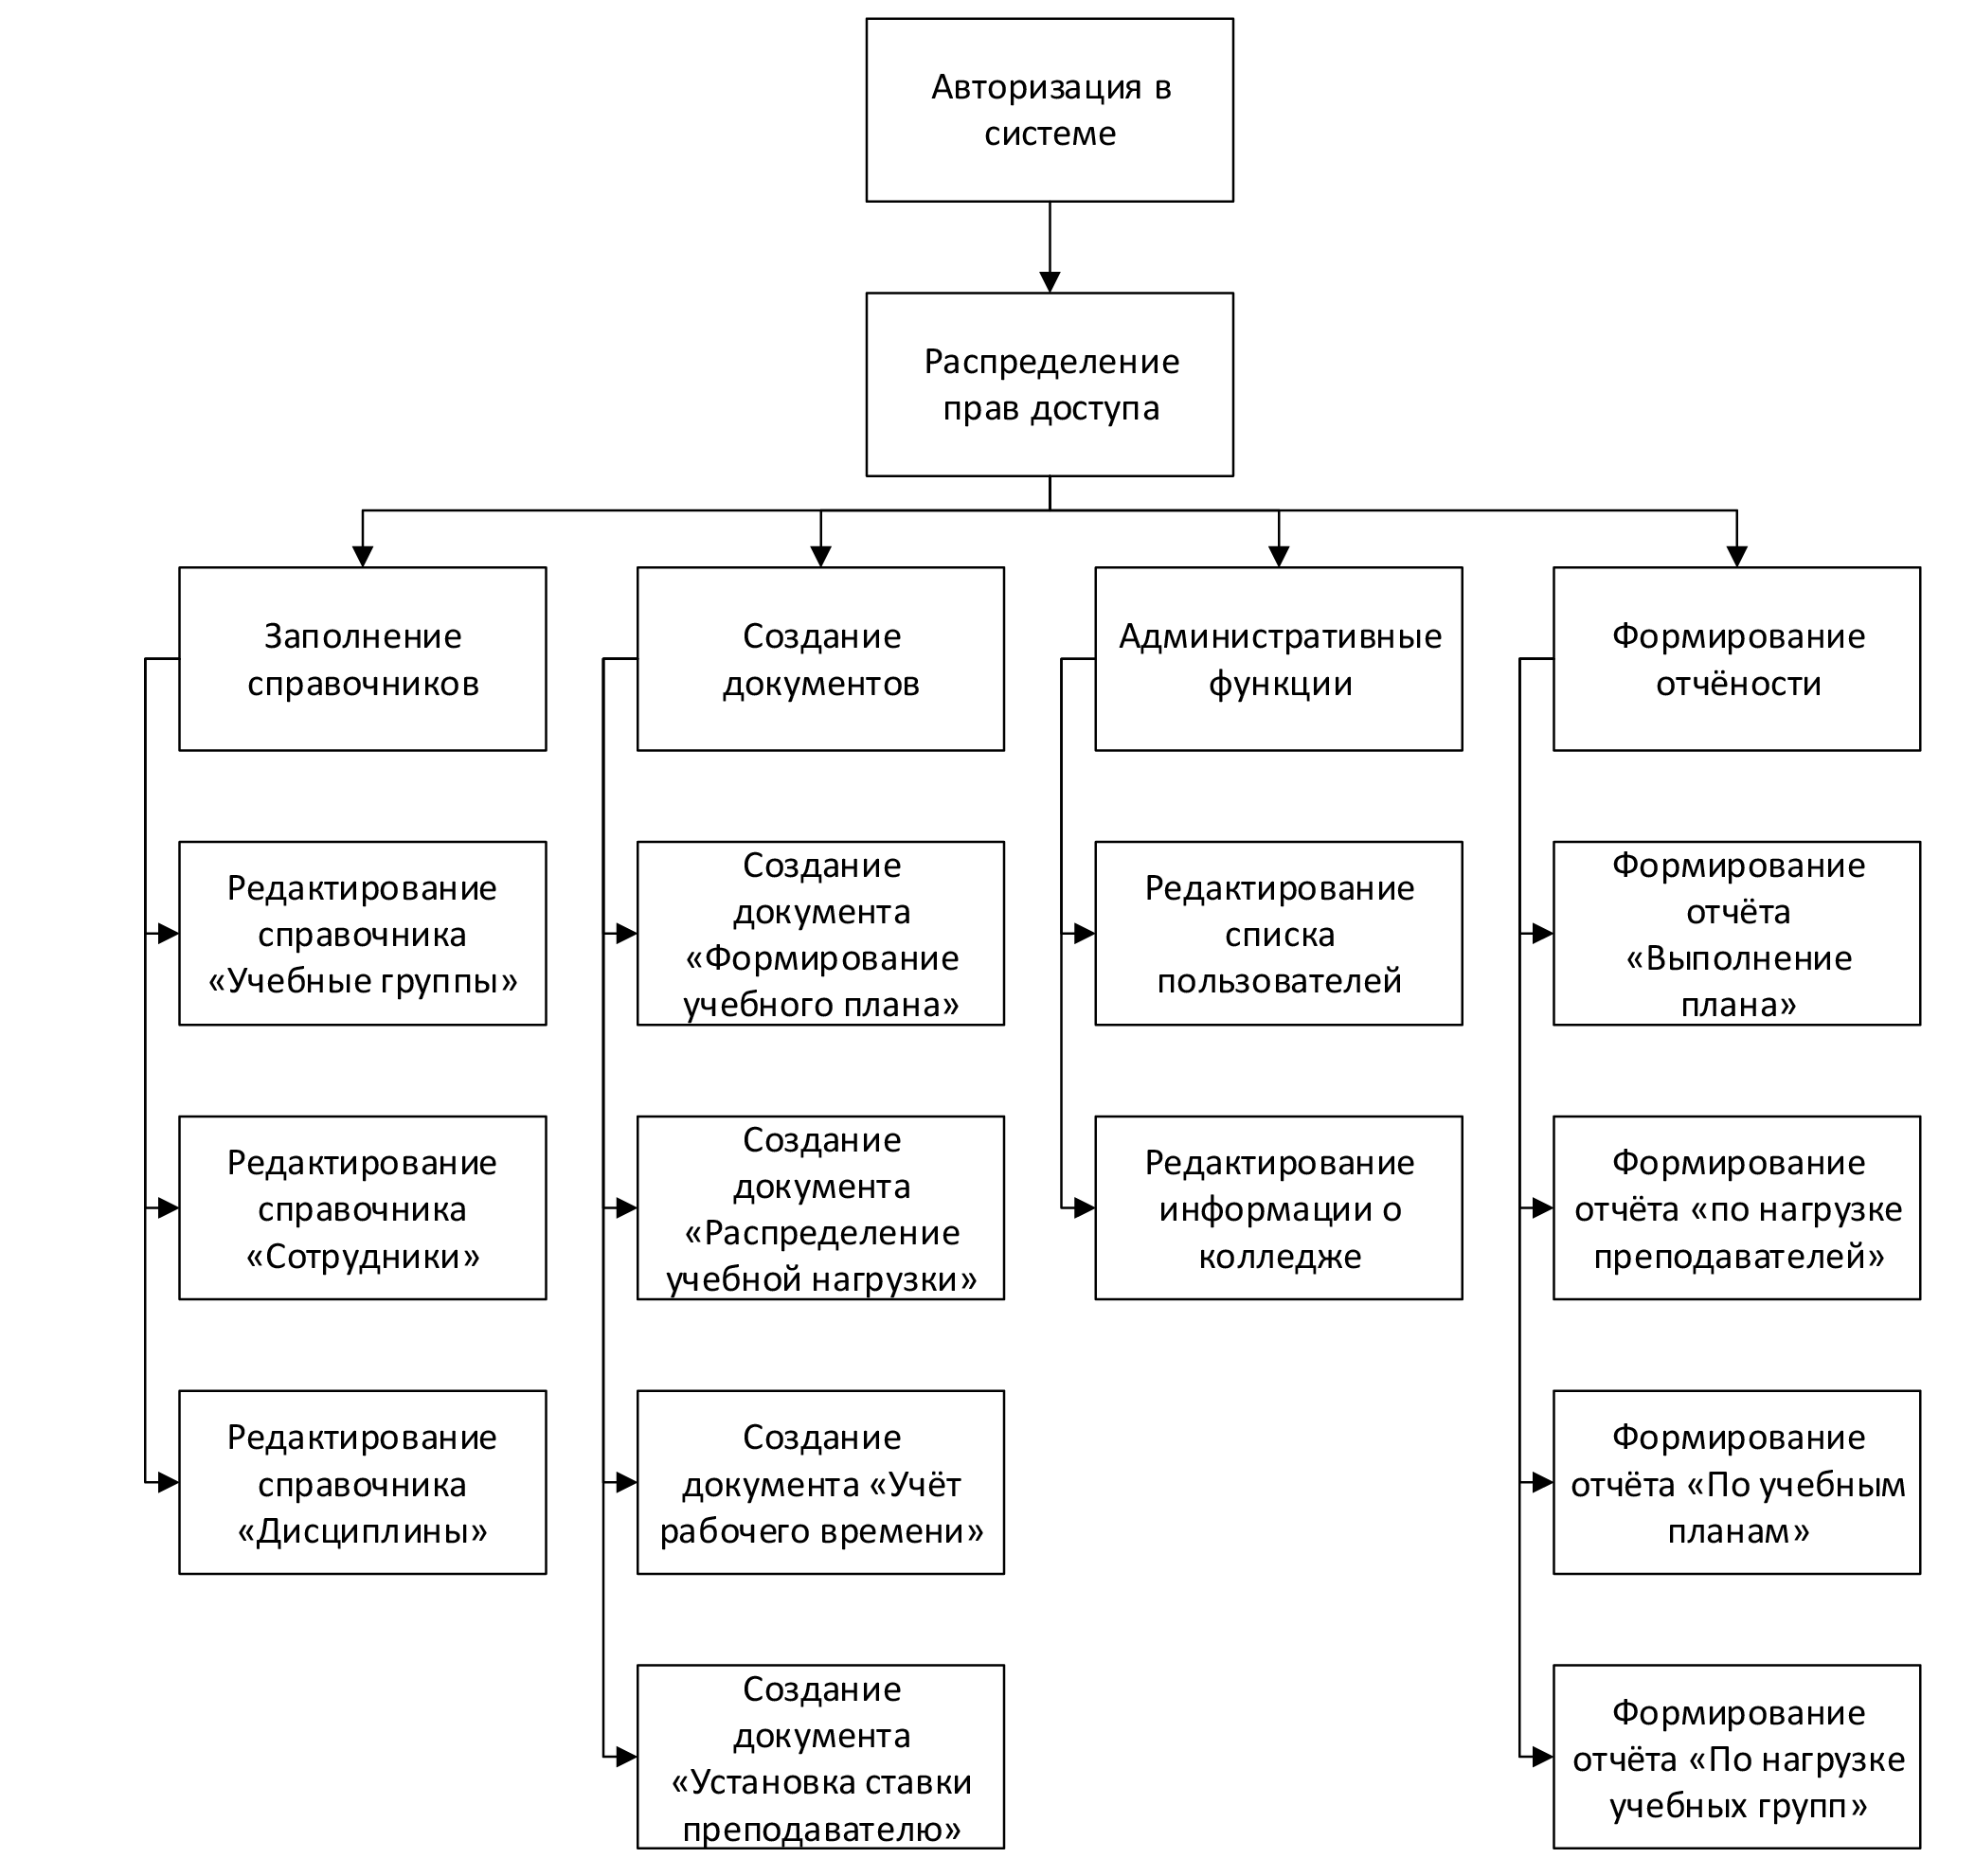 Авторизация в
системе
Распределение
прав доступа
Заполнение
справочников
Создание
документов
Административные
функции
Формирование
отчёности
Редактирование
справочника
«Учебные группы»
Создание
документа
«Формирование
учебного плана»
Редактирование
списка
пользователей
Формирование
отчёта
«Выполнение
плана»
Редактирование
справочника
«Сотрудники»
Создание
документа
«Распределение
учебной нагрузки»
Редактирование
информации о
колледже
Формирование
отчёта «по нагрузке
преподавателей»
Редактирование
справочника
«Дисциплины»
Создание
документа «Учёт
рабочего времени»
Формирование
отчёта «По учебным
планам»
Создание
документа
«Установка ставки
преподавателю»
Формирование
отчёта «По нагрузке
учебных групп»